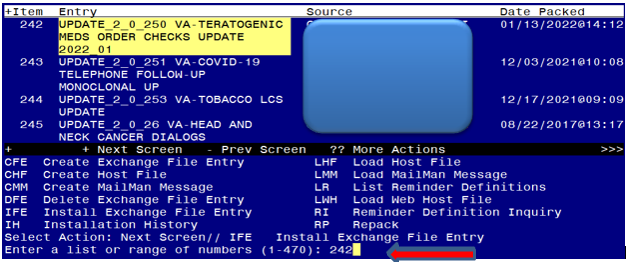 +Item Entry Source Date Packed
242 UPDATE_2_0_250 VA-TERATOGENIC 01/13/2022@14:12
MEDS ORDER CHECKS UPDATE
2022_01
243 UPDATE_2_0_251 VA-COVID-19 12/03/2021@10:08
TELEPHONE FOLLOW-UP
MONOCLONAL UP
244 UPDATE_2_0_253 VA-TOBACCO LCS 12/17/2021@09:09
UPDATE
245 UPDATE_2_0_26 VA-HEAD AND 08/22/2017@13:17
NECK CANCER DIALOGS
+ + Next Screen - Prev Screen ?? More Actions >>>
CFE Create Exchange File Entry LHF Load Host File
CHF Create Host File LMM Load MailMan Message
CMM Create MailMan Message LR List Reminder Definitions
DFE Delete Exchange File Entry LWH Load Web Host File
IFE Install Exchange File Entry RI Reminder Definition Inquiry
IH Installation History RP Repack
Select Action: Next Screen// IFE Install Exchange File Entry
Enter a list or range of numbers (1-470): 242